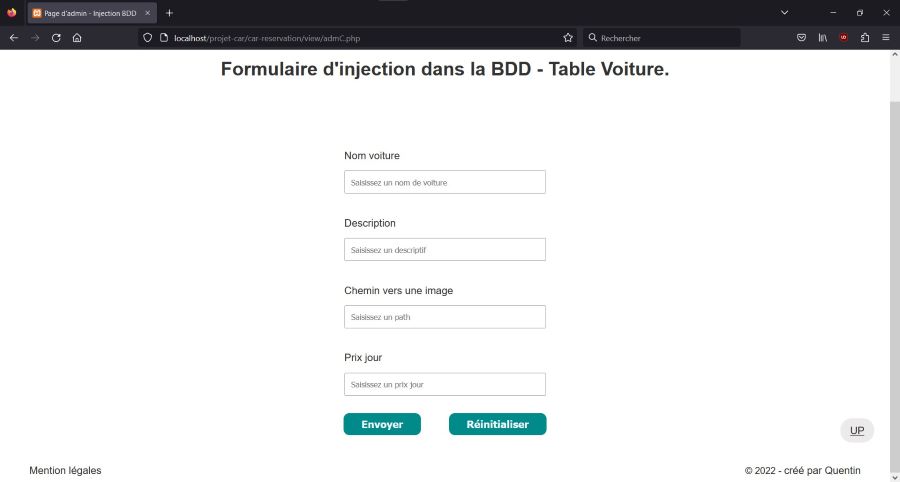 Page d'admin - Injection BDD
localhost/projet-car/car-reservation/view/admC.php
Rechercher
Formulaire d'injection dans la BDD - Table Voiture.
Nom voiture
Saisissez un nom de voiture
Description
Saisissez un descriptif
Chemin vers une image
Saisissez un path
Prix jour
Saisissez un prix jour
Envoyer
Réinitialiser
UP
Mention légales
© 2022 - créé par Quentin